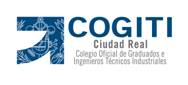 COGITI
Ciudad Real
Colegio Oficial de Graduados e
Ingenieros Técnicos Industriales